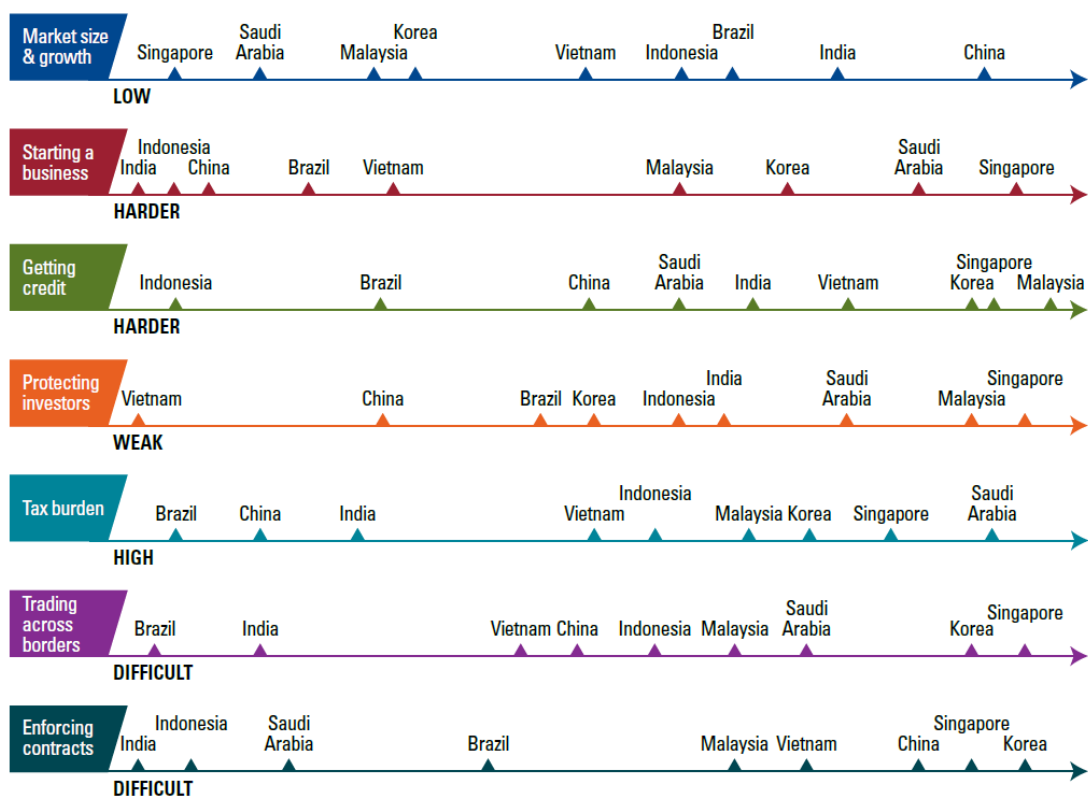 Market size
& growth
Singapore
Saudi
Arabia
Malaysia
Korea
Vietnam
Indonesia
Brazil
India
China
LOW
Starting a
business
India
Indonesia
China
Brazil
Vietnam
Malaysia
Korea
Saudi
Arabia
Singapore
HARDER
Getting
credit
Indonesia
Brazil
China
Saudi
Arabia
India
Vietnam
Korea
Singapore
Malaysia
HARDER
Protecting
investors
Vietnam
China
Brazil
Korea
Indonesia
India
Saudi
Arabia
Malaysia
Singapore
WEAK
Tax burden
Brazil
China
India
Vietnam
Indonesia
Malaysia
Korea
Singapore
Saudi
Arabia
HIGH
Trading
across
borders
Brazil
India
Vietnam
China
Indonesia
Malaysia
Saudi
Arabia
Korea
Singapore
DIFFICULT
Enforcing
contracts
India
Indonesia
Saudi
Arabia
Brazil
Malaysia
Vietnam
China
Singapore
Korea
DIFFICULT